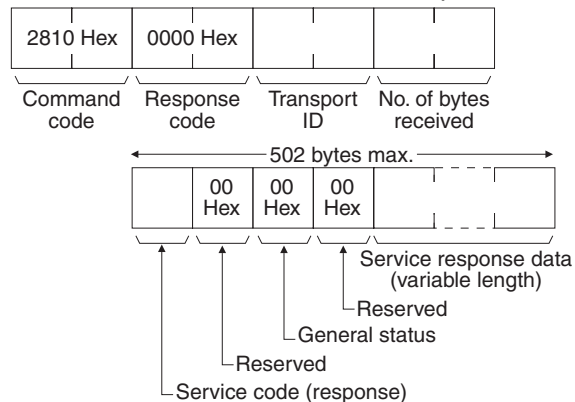 2810 Hex 0000 Hex
Command code Response code Transport ID No. of bytes received
502 bytes max.
00 Hex 00 Hex 00 Hex
Service response data (variable length)
Reserved
General status
Reserved
Service code (response)